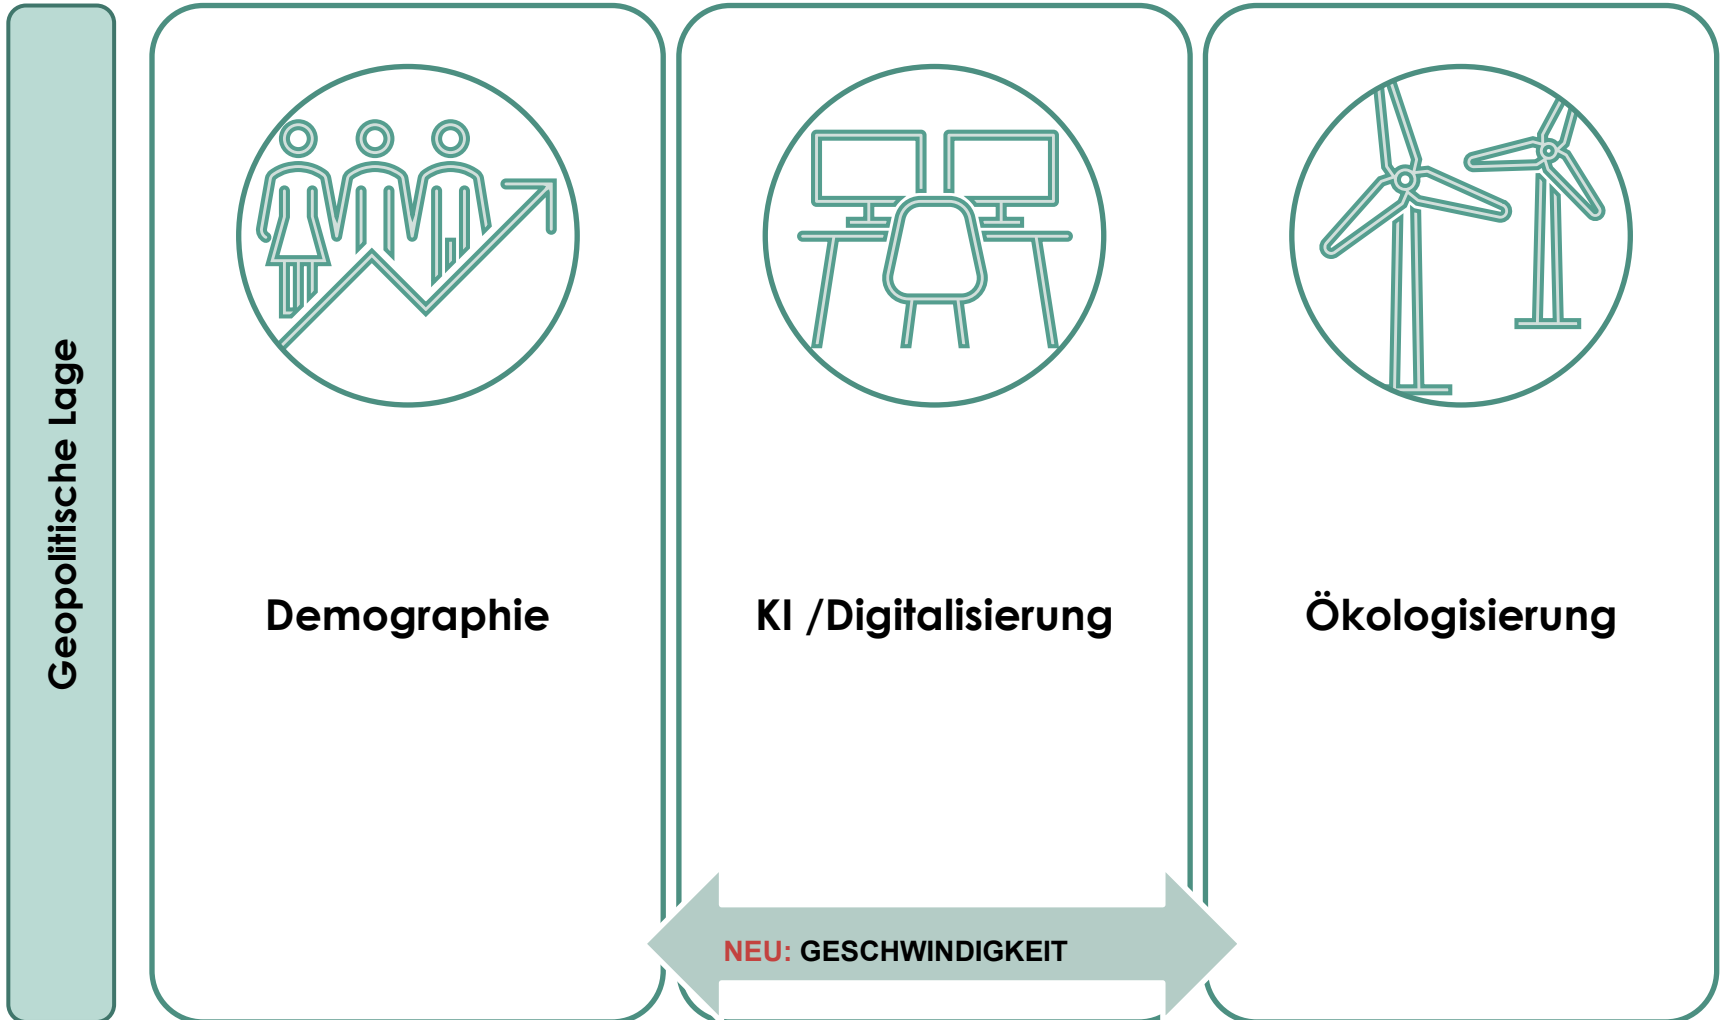 Geopolitische Lage
Demographie
KI /Digitalisierung
Ökologisierung
NEU: GESCHWINDIGKEIT